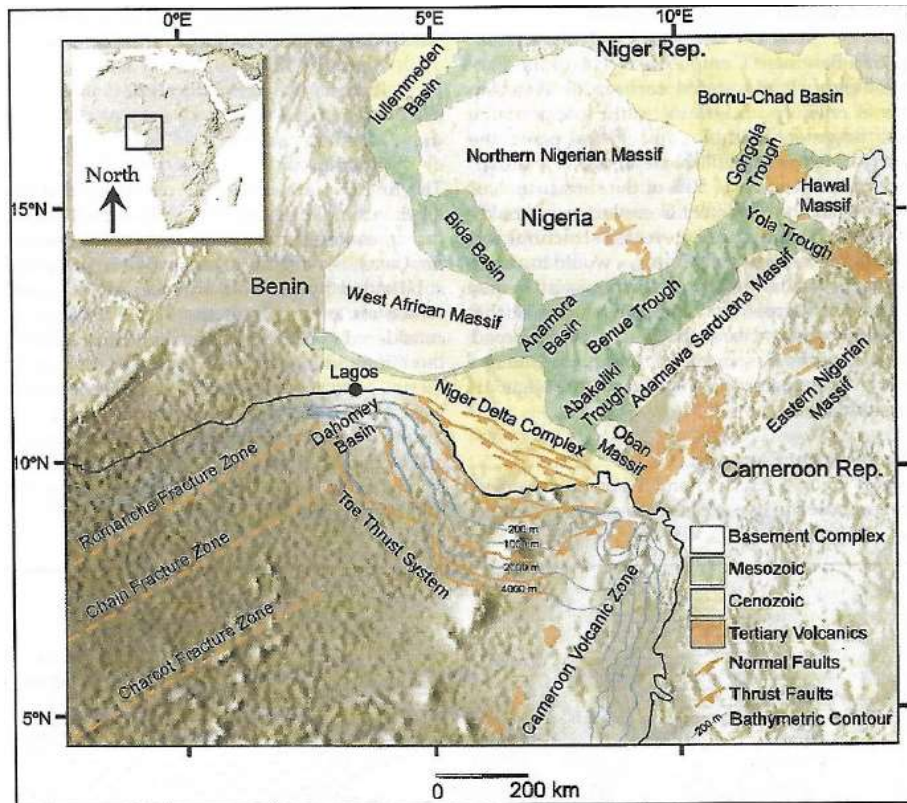 0°E 5°E 10°E
Niger Rep.
Iullemmeden
Basin
Bornu-Chad Basin
North
Northern Nigerian Massif
Gongola
Trough
Hawal
Massif
15°N
Nigeria
Bida Basin
Yola Trough
Benin
West African Massif
Anambra
Basin
Benue Trough
Adamawa Sarduana Massif
Lagos
Abakaliki
Trough
Eastern Nigerian
Massif
Niger Delta Complex
Dahomey
Basin
Oban
Massif
10°N
Cameroon Rep.
Romanche Fracture Zone
Toe Thrust System
200 m
1000 m
2000 m
4000 m
Chain Fracture Zone
Charcot Fracture Zone
Cameroon Volcanic Zone
Basement Complex
Mesozoic
Cenozoic
Tertiary Volcanics
Normal Faults
Thrust Faults
200 m Bathymetric Contour
5°N
0 200 km